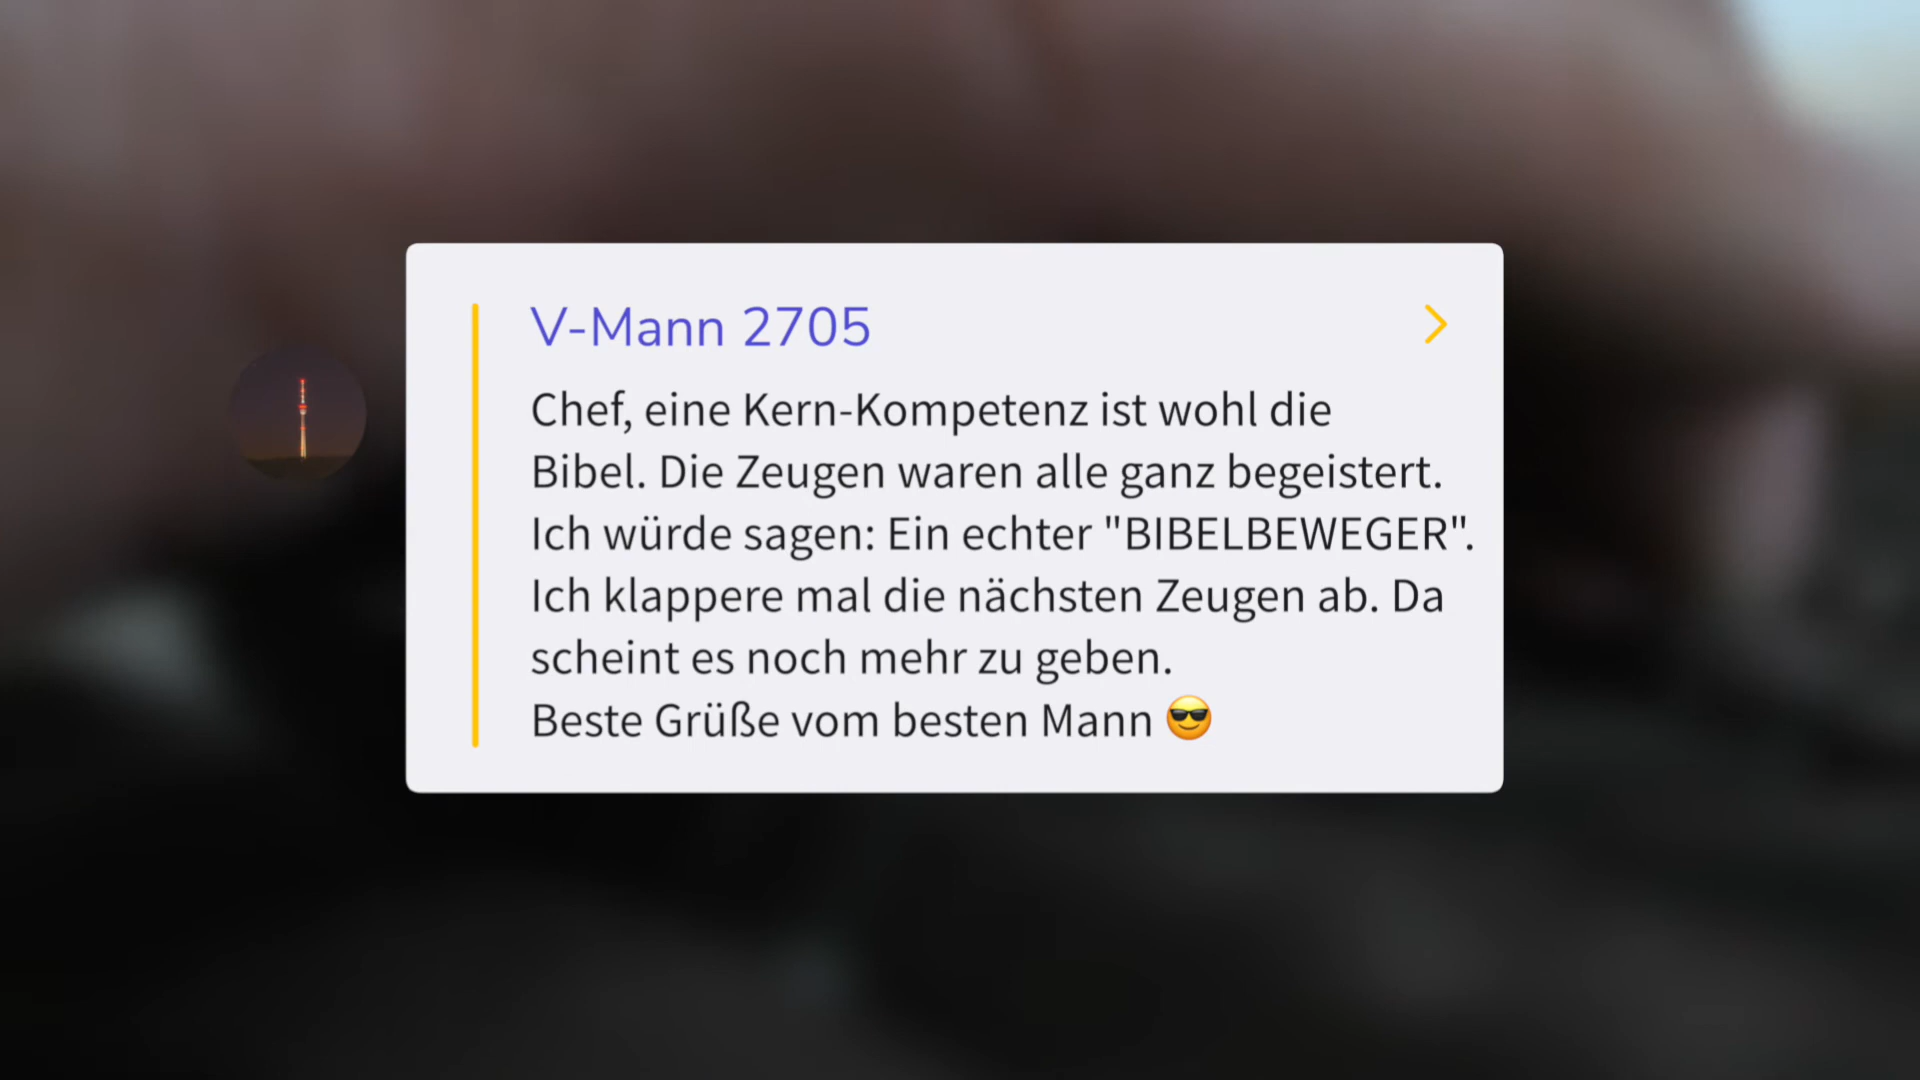 V-Mann 2705
Chef, eine Kern-Kompetenz ist wohl die
Bibel. Die Zeugen waren alle ganz begeistert.
Ich würde sagen: Ein echter "BIBELBEWEGER".
Ich klappere mal die nächsten Zeugen ab. Da
scheint es noch mehr zu geben.
Beste Grüße vom besten Mann 😎